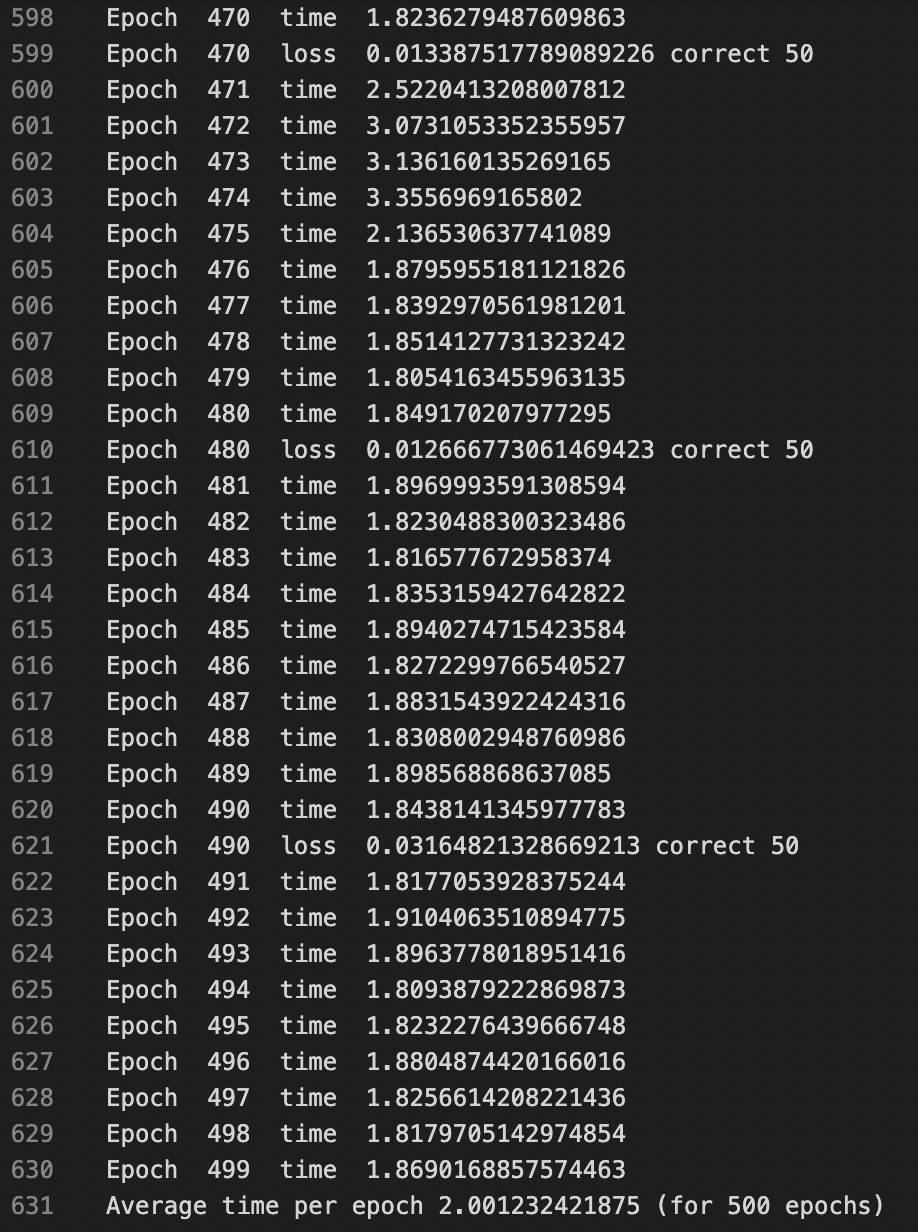 598 Epoch 470 time 1.8236279487609863
599 Epoch 470 loss 0.013387517789089226 correct 50
600 Epoch 471 time 2.5220413208007812
601 Epoch 472 time 3.0731053352355957
602 Epoch 473 time 3.136160135269165
603 Epoch 474 time 3.3556969165802
604 Epoch 475 time 2.136530637741089
605 Epoch 476 time 1.8795955181121826
606 Epoch 477 time 1.8392970561981201
607 Epoch 478 time 1.8514127731323242
608 Epoch 479 time 1.8054163455963135
609 Epoch 480 time 1.849170207977295
610 Epoch 480 loss 0.012666773061469423 correct 50
611 Epoch 481 time 1.8969993591308594
612 Epoch 482 time 1.8230488300323486
613 Epoch 483 time 1.816577672958374
614 Epoch 484 time 1.8353159427642822
615 Epoch 485 time 1.8940274715423584
616 Epoch 486 time 1.8272299766540527
617 Epoch 487 time 1.8831543922424316
618 Epoch 488 time 1.8308002948760986
619 Epoch 489 time 1.898568868637085
620 Epoch 490 time 1.8438141345977783
621 Epoch 490 loss 0.03164821328669213 correct 50
622 Epoch 491 time 1.8177053928375244
623 Epoch 492 time 1.9104063510894775
624 Epoch 493 time 1.8963778018951416
625 Epoch 494 time 1.8093879222869873
626 Epoch 495 time 1.8232276439666748
627 Epoch 496 time 1.8804874420166016
628 Epoch 497 time 1.8256614208221436
629 Epoch 498 time 1.8179705142974854
630 Epoch 499 time 1.8690168857574463
631 Average time per epoch 2.001232421875 (for 500 epochs)